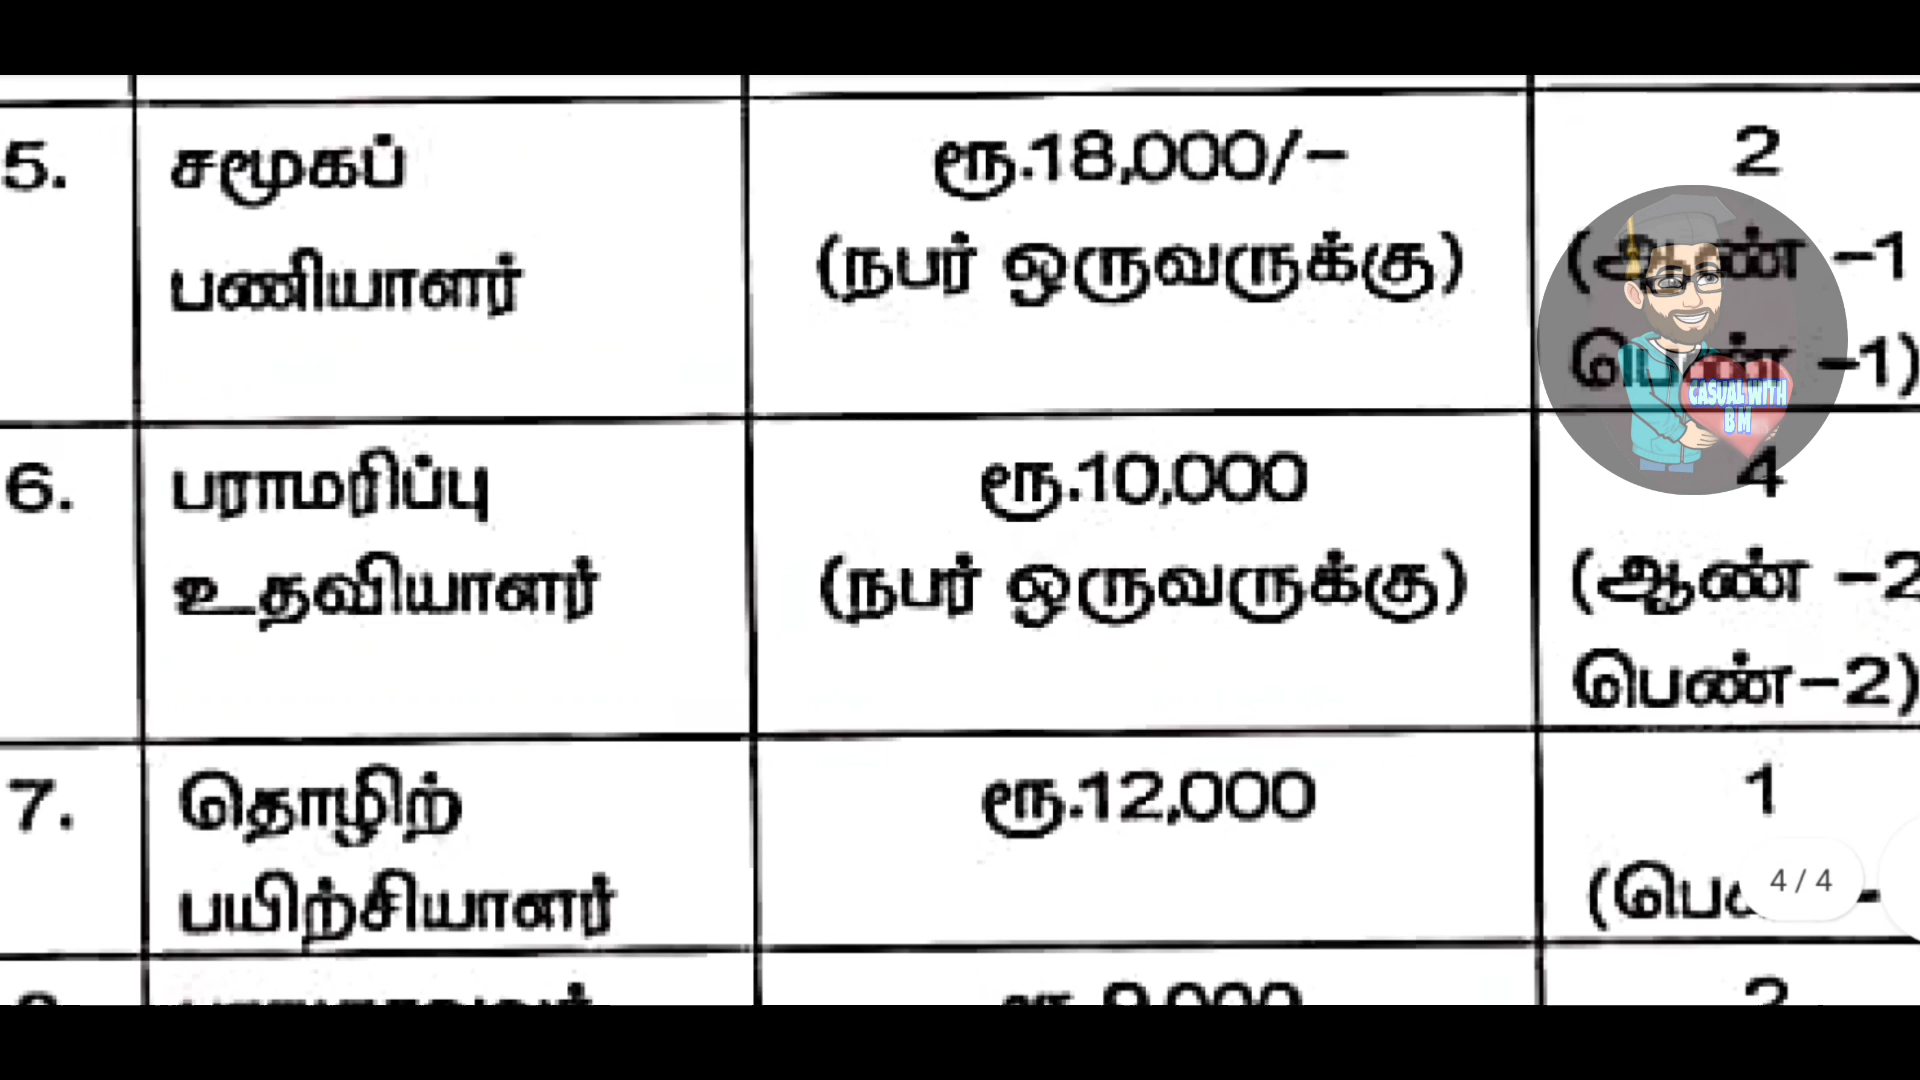 5.
சமூகப்
பணியாளர்
ரூ.18,000/-
(நபர் ஒருவருக்கு)
2
(ஆண் -1
பெண் -1)
CASUAL WITH
BM
6.
பராமரிப்பு
உதவியாளர்
ரூ.10,000
(நபர் ஒருவருக்கு)
4
(ஆண் -2
பெண்-2)
7.
தொழிற்
பயிற்சியாளர்
ரூ.12,000
1
4 / 4